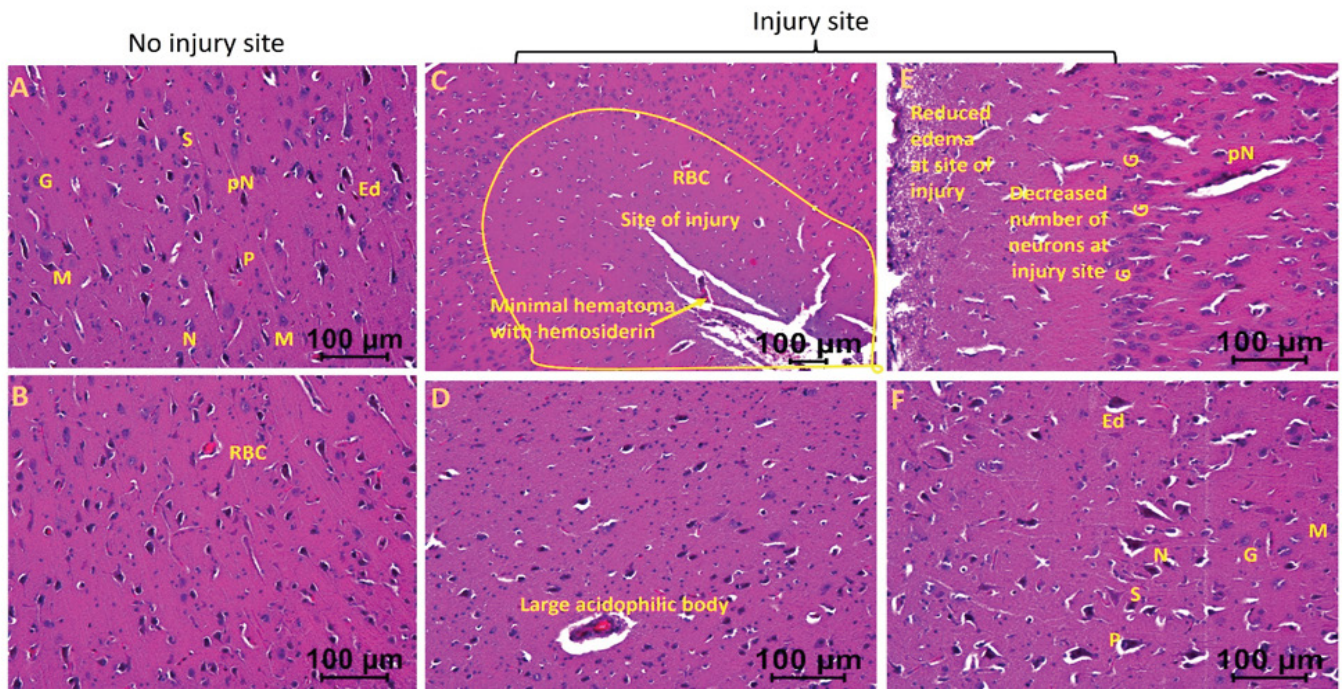 No injury site
Injury site
A
S
G
pN
Ed
P
M
N
M
100 µm
B
RBC
100 µm
C
RBC
Site of injury
Minimal hematoma
with hemosiderin
100 µm
D
Large acidophilic body
100 µm
E
Reduced
edema
at site of
injury
G
pN
Decreased
number of
neurons at
injury site
G
G
100 µm
F
Ed
M
N
G
S
P
100 µm